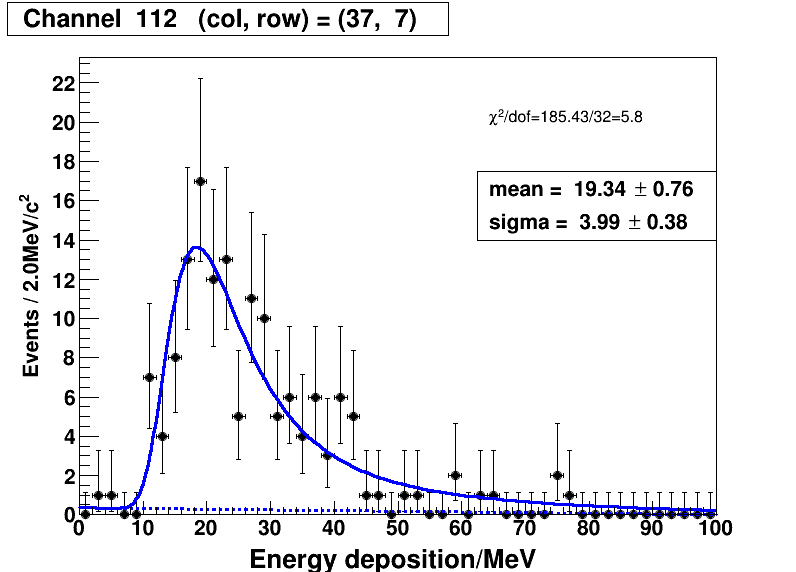 Channel 112 (col, row) = (37, 7)
χ²/dof=185.43/32=5.8
mean = 19.34 ± 0.76
sigma = 3.99 ± 0.38
Events / 2.0MeV/c²
22
20
18
16
14
12
10
8
6
4
2
0
0 10 20 30 40 50 60 70 80 90 100
Energy deposition/MeV